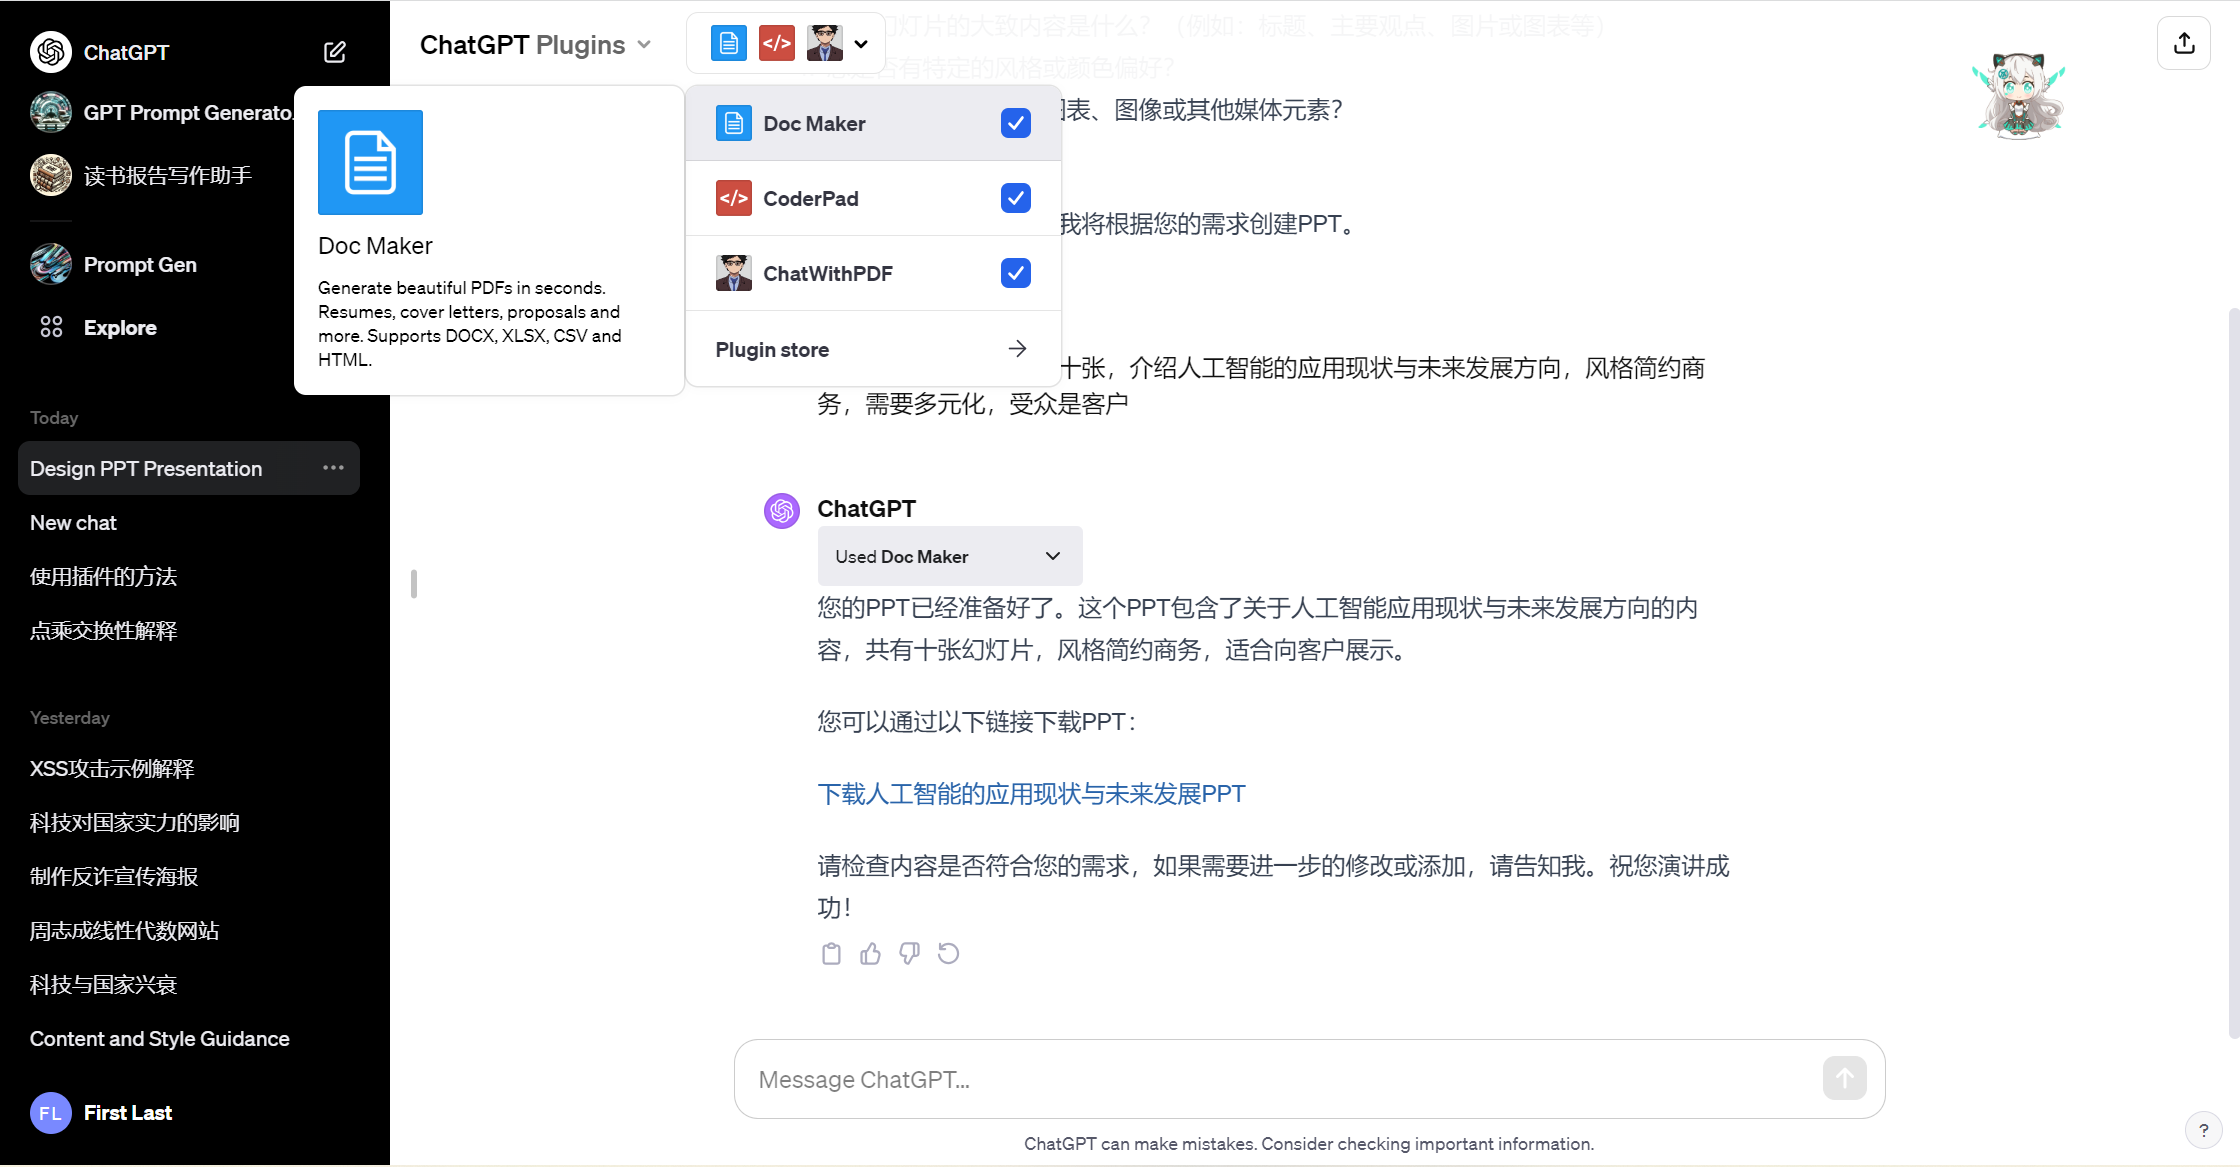 ChatGPT
GPT Prompt Generato.
读书报告写作助手
Prompt Gen
Explore
Today
Design PPT Presentation
New chat
使用插件的方法
点乘交换性解释
Yesterday
XSS攻击示例解释
科技对国家实力的影响
制作反诈宣传海报
周志成线性代数网站
科技与国家兴衰
Content and Style Guidance
FL First Last
ChatGPT Plugins
Doc Maker
Generate beautiful PDFs in seconds.
Resumes, cover letters, proposals and
more. Supports DOCX, XLSX, CSV and
HTML.
Doc Maker
CoderPad
ChatWithPDF
Plugin store
幻灯片的大致内容是什么？（例如：标题、主要观点、图片或图表等）
否有特定的风格或颜色偏好？
表、图像或其他媒体元素？
我将根据您的需求创建PPT。
十张，介绍人工智能的应用现状与未来发展方向，风格简约商
务，需要多元化，受众是客户
ChatGPT
Used Doc Maker
您的PPT已经准备好了。这个PPT包含了关于人工智能应用现状与未来发展方向的内
容，共有十张幻灯片，风格简约商务，适合向客户展示。
您可以通过以下链接下载PPT：
下载人工智能的应用现状与未来发展PPT
请检查内容是否符合您的需求，如果需要进一步的修改或添加，请告知我。祝您演讲成
功！
Message ChatGPT...
ChatGPT can make mistakes. Consider checking important information.
?